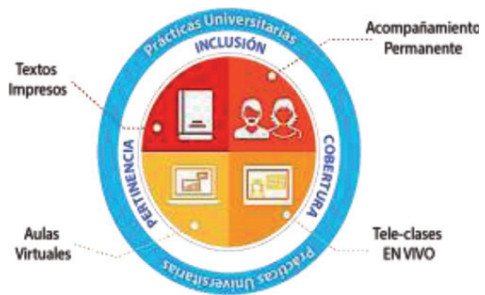 Prácticas Universitarias
INCLUSIÓN
Acompañamiento
Permanente
Textos
Impresos
PERTINENCIA
COBERTURA
Aulas
Virtuales
Tele-clases
EN VIVO
Prácticas Universitarias